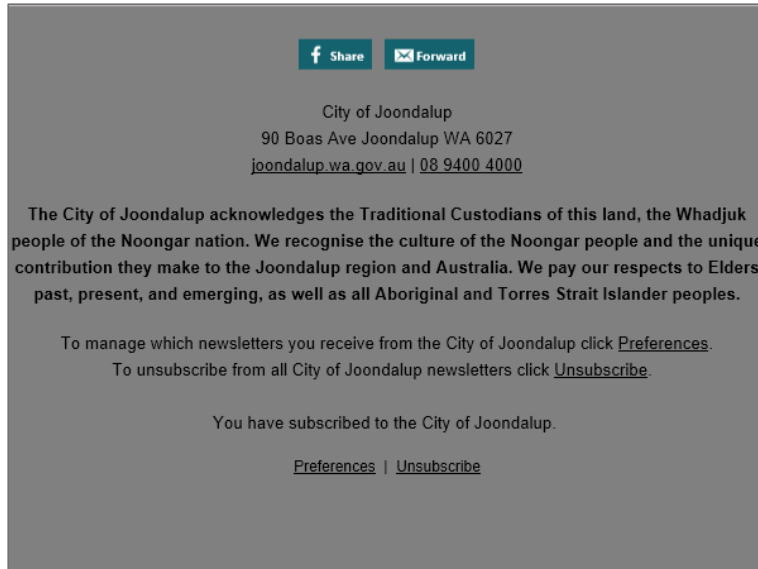 Share Forward
City of Joondalup
90 Boas Ave Joondalup WA 6027
joondalup.wa.gov.au | 08 9400 4000
The City of Joondalup acknowledges the Traditional Custodians of this land, the Whadjuk
people of the Noongar nation. We recognise the culture of the Noongar people and the unique
contribution they make to the Joondalup region and Australia. We pay our respects to Elders
past, present, and emerging, as well as all Aboriginal and Torres Strait Islander peoples.
To manage which newsletters you receive from the City of Joondalup click Preferences.
To unsubscribe from all City of Joondalup newsletters click Unsubscribe.
You have subscribed to the City of Joondalup.
Preferences | Unsubscribe